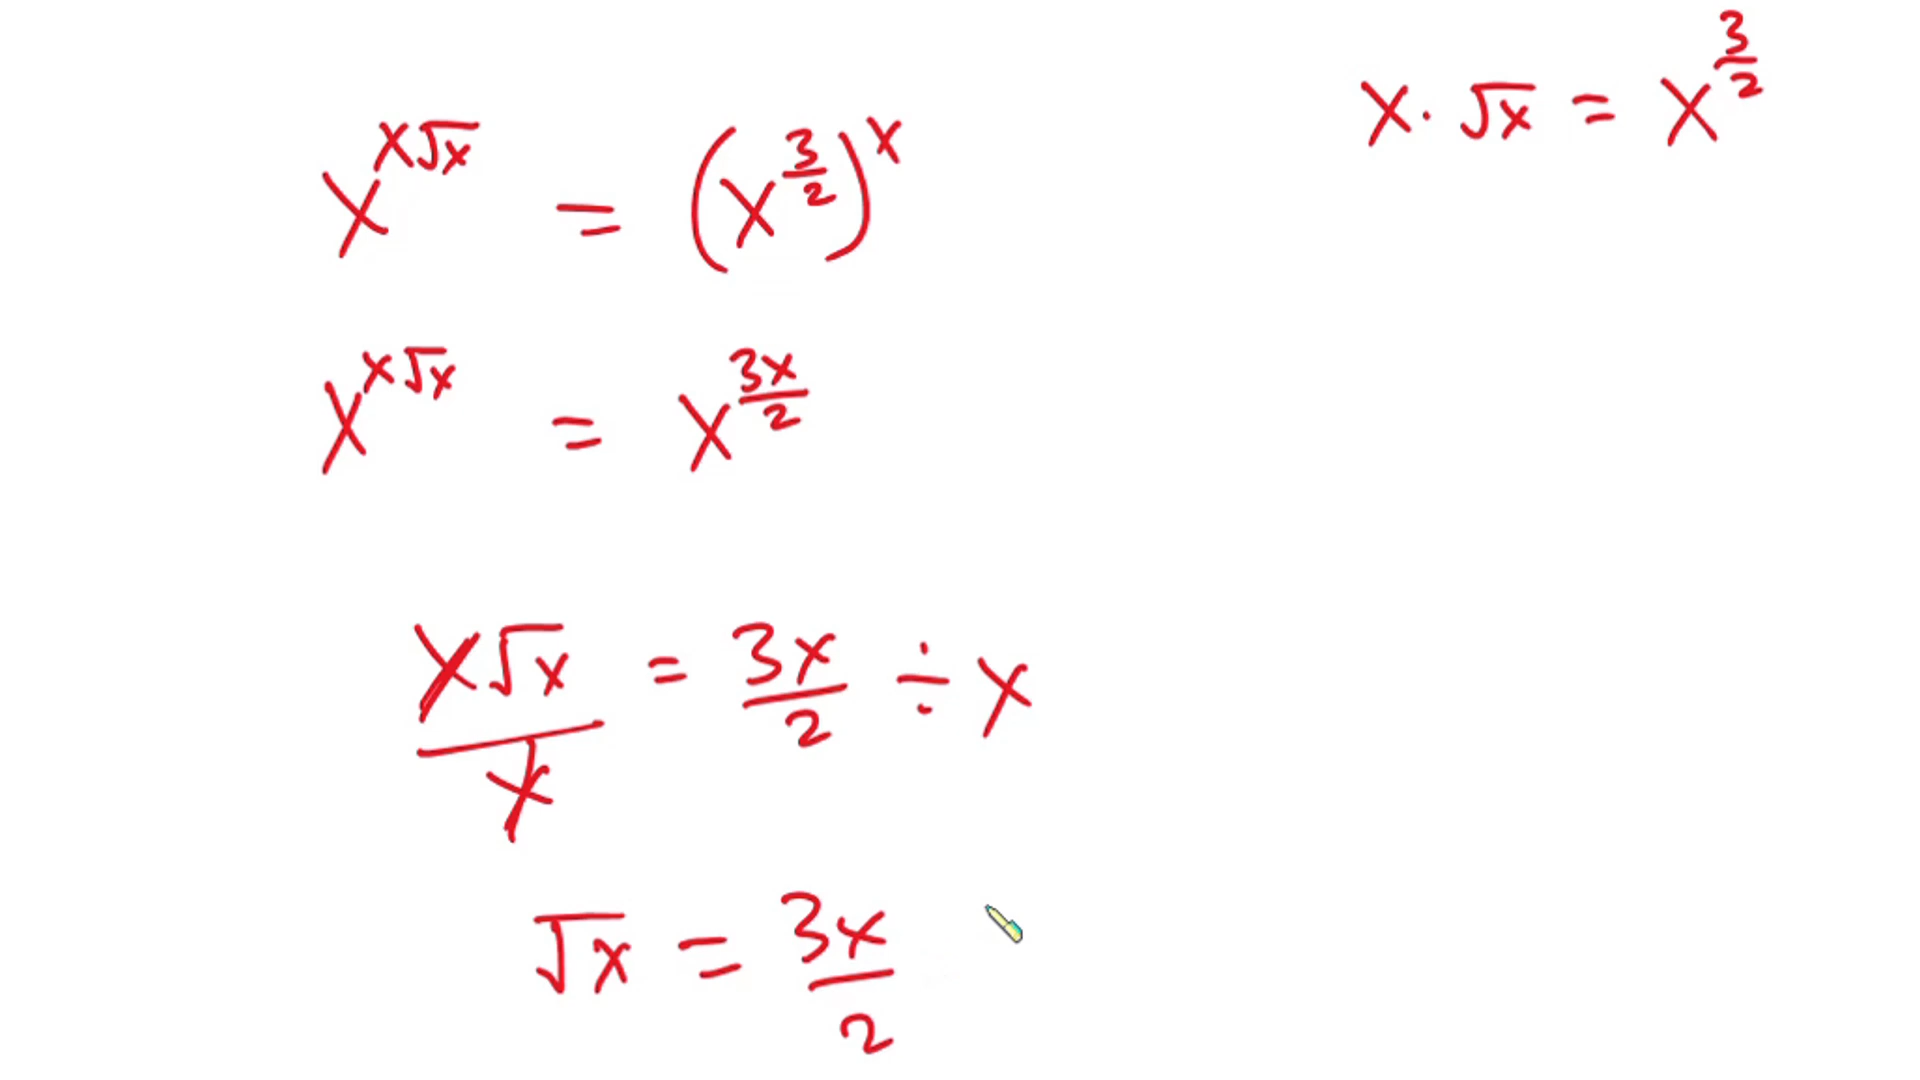 x · √x = x^(3/2)
x^(x√x) = (x^(3/2))^x
x^(x√x) = x^(3x/2)
x√x/x = 3x/2 ÷ x
√x = 3x/2